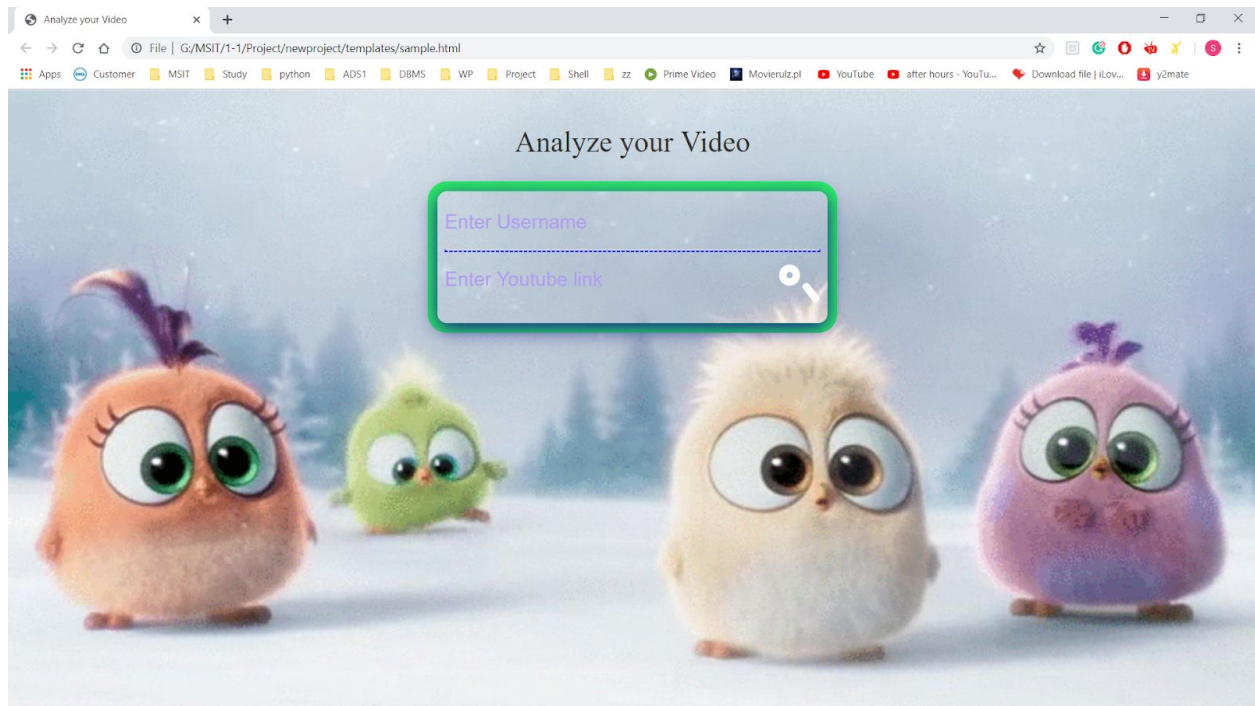 Analyze your Video
File | G:/MSIT/1-1/Project/newproject/templates/sample.html
S
Apps Customer MSIT Study python ADS1 DBMS WP Project Shell zz Prime Video Movierulz.pl YouTube after hours - YouTu... Download file | iLov... y2mate
Analyze your Video
Enter Username
Enter Youtube link